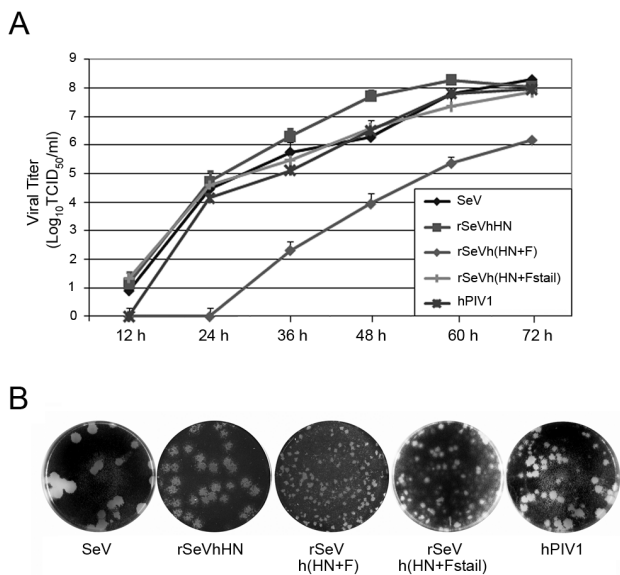 A
Viral Titer
(Log10TCID50/ml)
9
8
7
6
5
4
3
2
1
0
12 h 24 h 36 h 48 h 60 h 72 h
SeV
rSeVhHN
rSeVh(HN+F)
rSeVh(HN+Fstail)
hPIV1
B
SeV rSeVhHN rSeV rSeV hPIV1
h(HN+F) h(HN+Fstail)